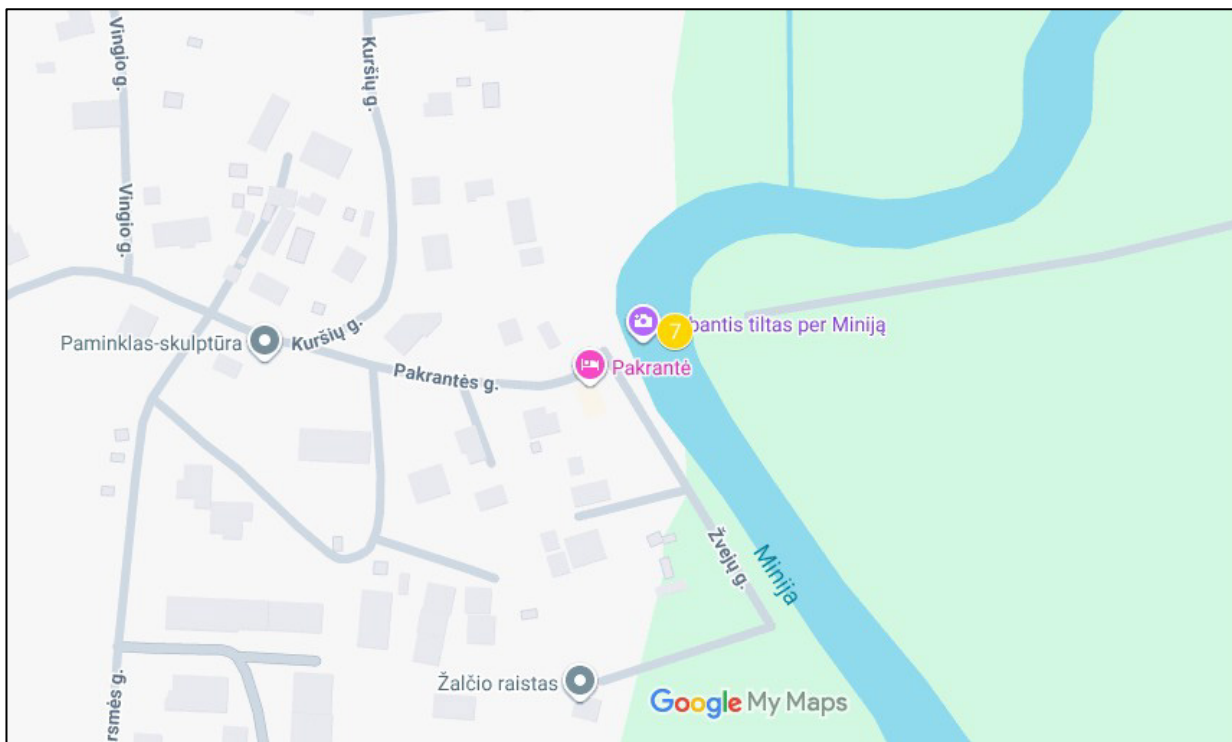 Vingio g.
Kuršių g.
Vingio g.
7
bantis tiltas per Miniją
Kuršių g.
Paminklas-skulptūra
Pakrantės g.
Pakrantė
Žvejų g.
Minija
rsmės g.
Žalčio raistas
Google My Maps